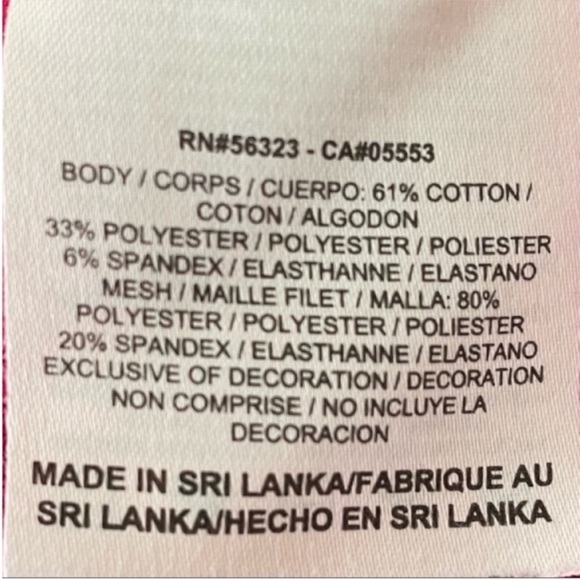 RN#56323 - CA#05553
BODY / CORPS / CUERPO: 61% COTTON /
COTON / ALGODON
33% POLYESTER / POLYESTER / POLIESTER
6% SPANDEX / ELASTHANNE / ELASTANO
MESH / MAILLE FILET / MALLA: 80%
POLYESTER / POLYESTER / POLIESTER
20% SPANDEX / ELASTHANNE / ELASTANO
EXCLUSIVE OF DECORATION / DECORATION
NON COMPRISE / NO INCLUYE LA
DECORACION
MADE IN SRI LANKA/FABRIQUE AU
SRI LANKA/HECHO EN SRI LANKA